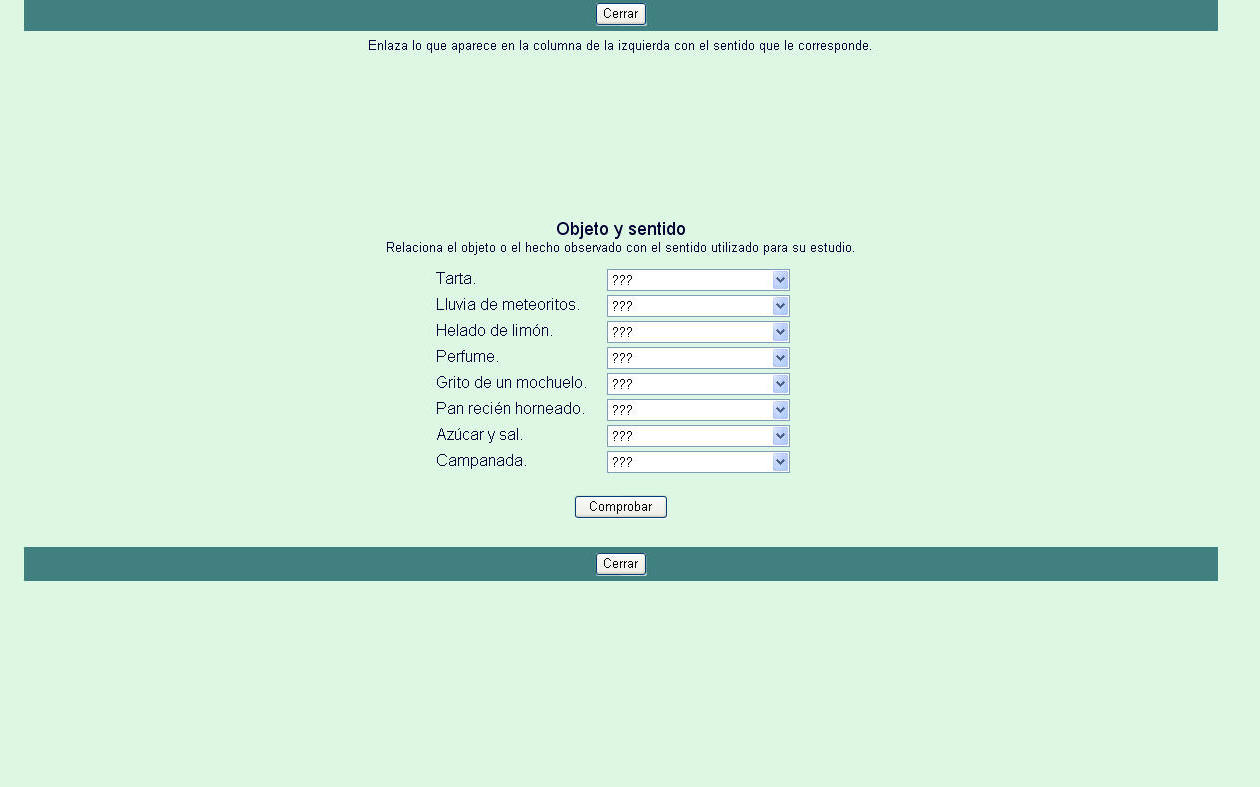 Cerrar
Enlaza lo que aparece en la columna de la izquierda con el sentido que le corresponde.
Objeto y sentido
Relaciona el objeto o el hecho observado con el sentido utilizado para su estudio.
Tarta. ???
Lluvia de meteoritos. ???
Helado de limón. ???
Perfume. ???
Grito de un mochuelo. ???
Pan recién horneado. ???
Azúcar y sal. ???
Campanada. ???
Comprobar
Cerrar